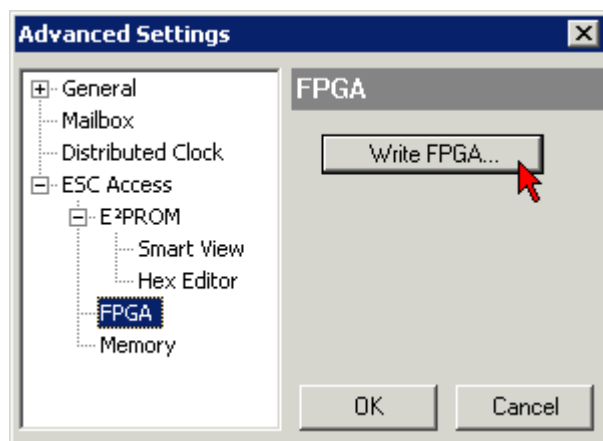 Advanced Settings
General
Mailbox
Distributed Clock
ESC Access
E²PROM
Smart View
Hex Editor
FPGA
Memory
FPGA
Write FPGA...
OK
Cancel